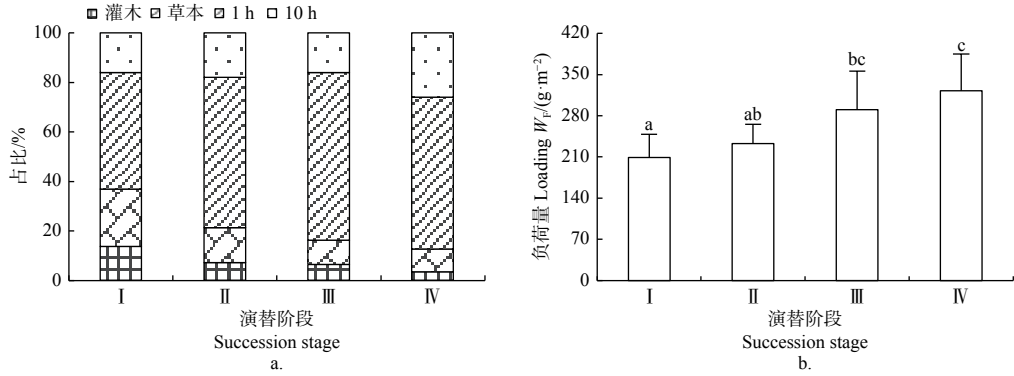 灌木 草本 1 h 10 h
100
80
60
40
20
0
占比/%
Ⅰ Ⅱ Ⅲ Ⅳ
演替阶段
Succession stage
a.
420
350
280
210
140
70
0
负荷量 Loading W_F/(g·m⁻²)
a ab bc c
Ⅰ Ⅱ Ⅲ Ⅳ
演替阶段
Succession stage
b.